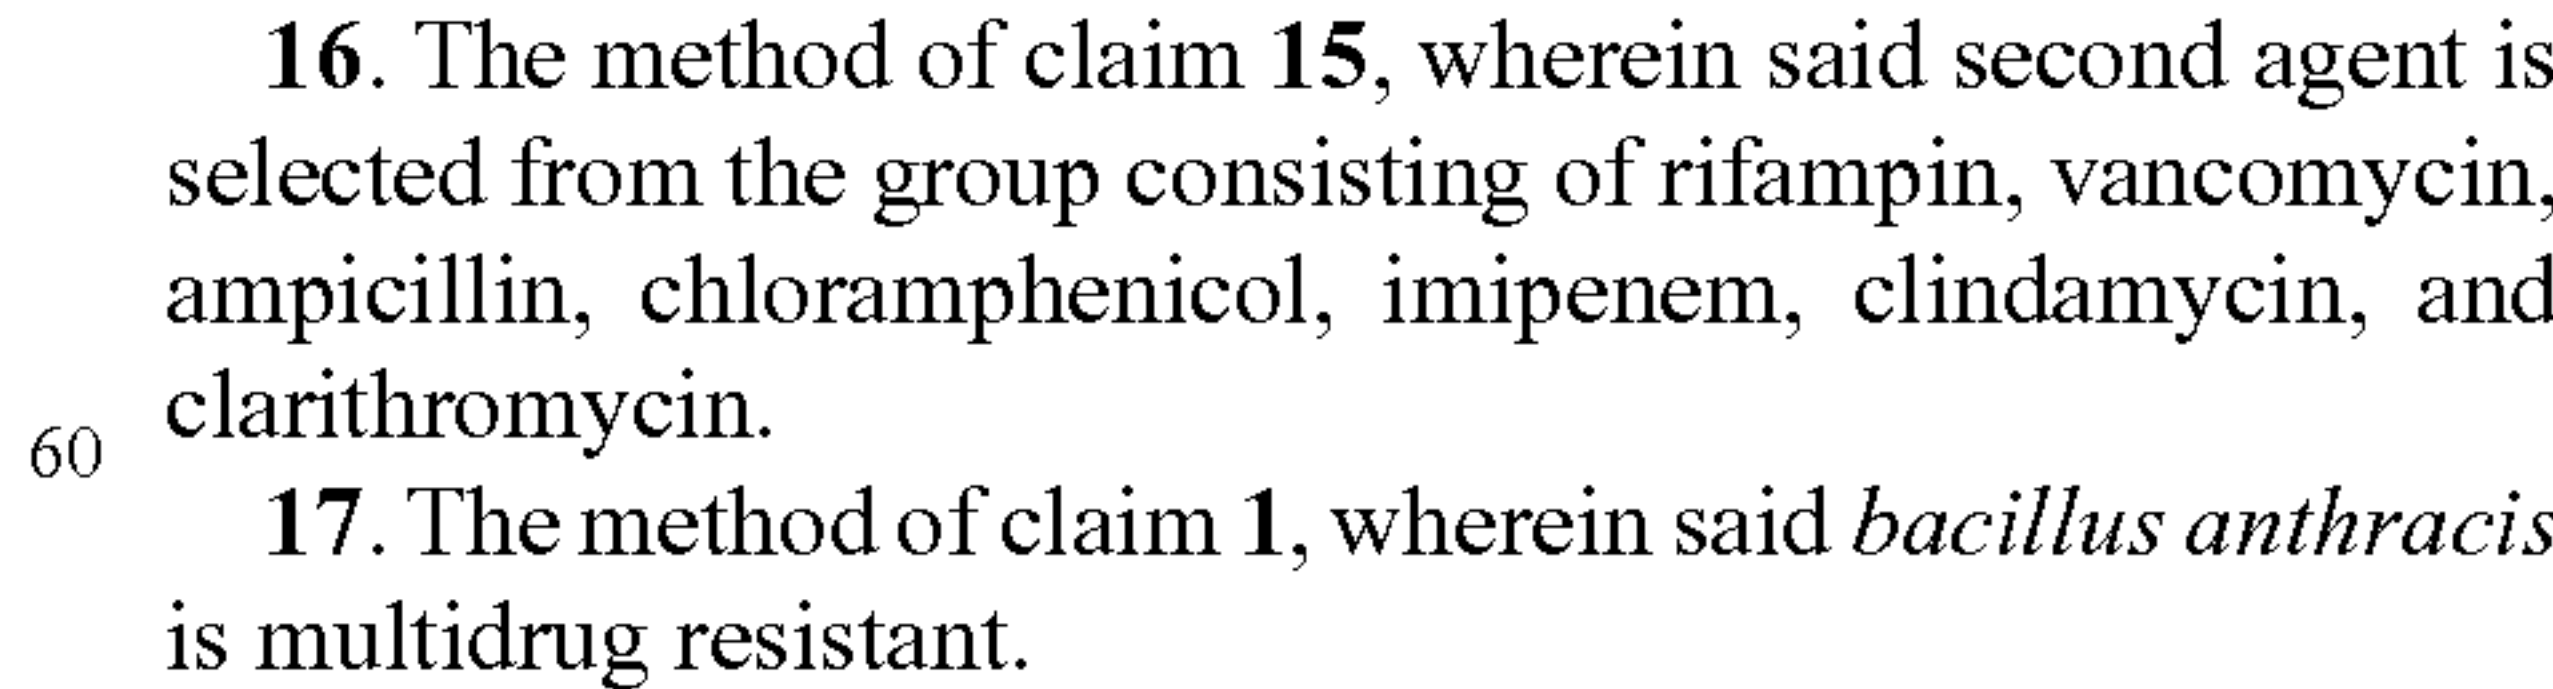 16. The method of claim 15, wherein said second agent is
selected from the group consisting of rifampin, vancomycin,
ampicillin, chloramphenicol, imipenem, clindamycin, and
clarithromycin.
60
17. The method of claim 1, wherein said bacillus anthracis
is multidrug resistant.